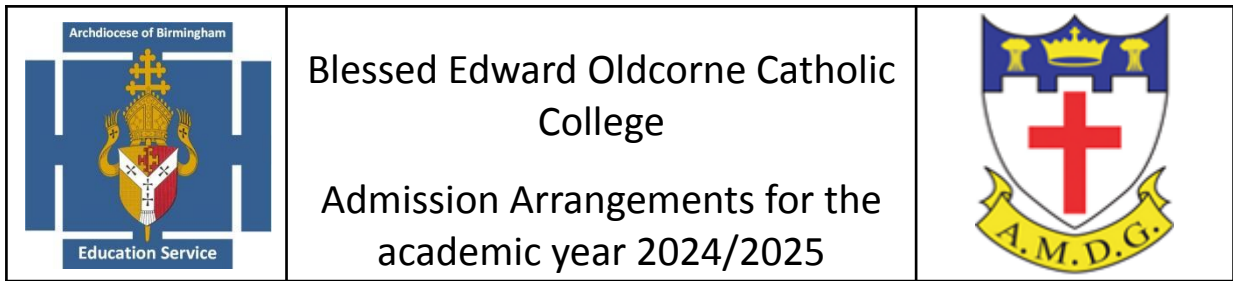 Archdiocese of Birmingham
Education Service
Blessed Edward Oldcorne Catholic
College
Admission Arrangements for the
academic year 2024/2025
A.M.D.G.